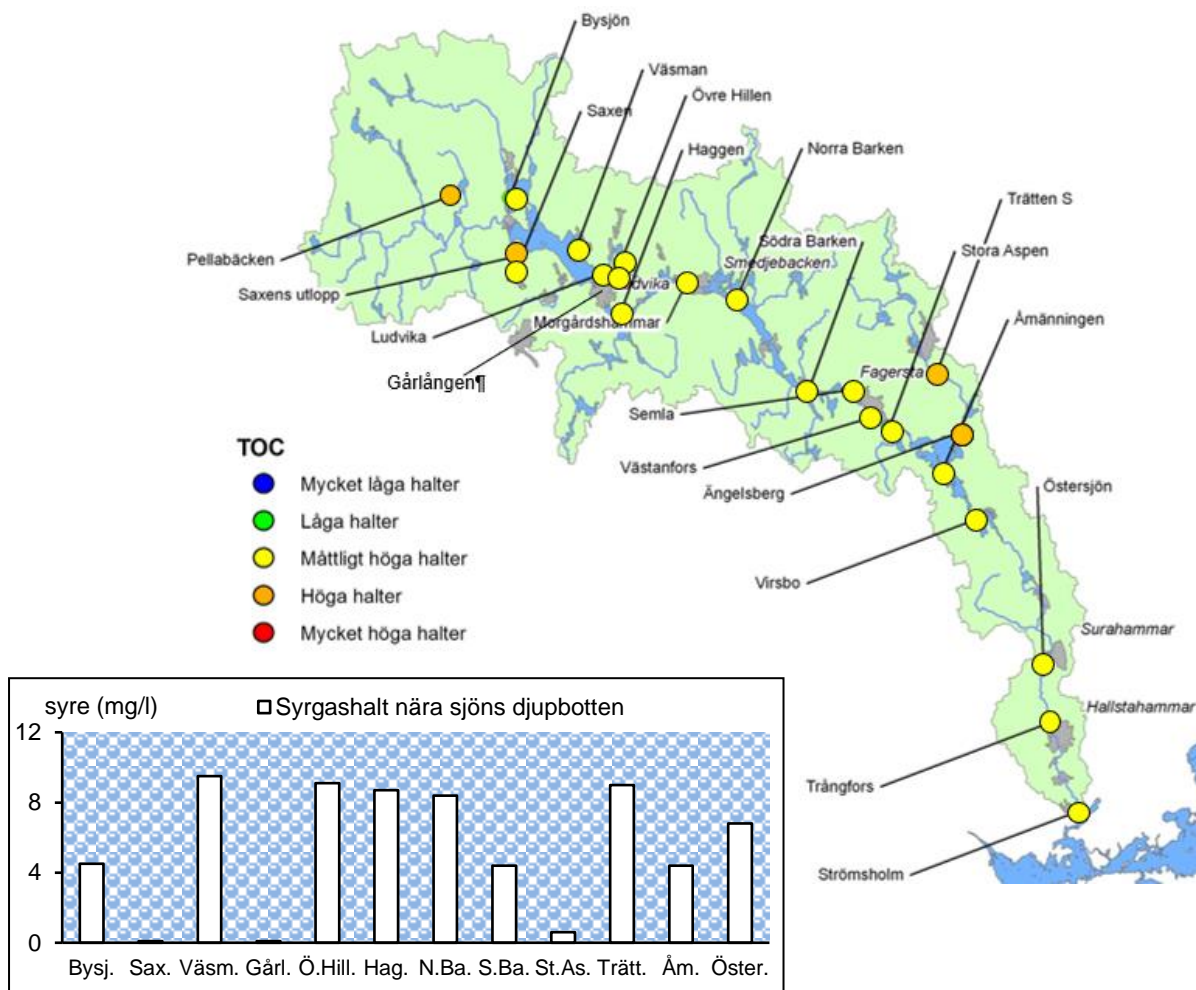 Bysjön
Väsman
Övre Hillen
Saxen
Haggen
Norra Barken
Trätten S
Södra Barken
Stora Aspen
Pellabäcken
Smedjebacken
Saxens utlopp
Åmänningen
Morgårdshammar
Ludvika
Gårlången¶
Fagersta
Semla
TOC
Västanfors
Mycket låga halter
Ängelsberg
Östersjön
Låga halter
Måttligt höga halter
Virsbo
Höga halter
Mycket höga halter
Surahammar
syre (mg/l)
Syrgashalt nära sjöns djupbotten
Hallstahammar
12
8
4
0
Trångfors
Strömsholm
Bysj. Sax. Väsm. Gårl. Ö.Hill. Hag. N.Ba. S.Ba. St.As. Trätt. Åm. Öster.